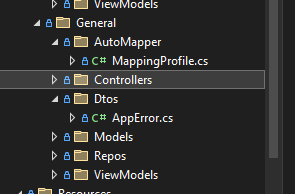 ViewModels
General
AutoMapper
C# MappingProfile.cs
Controllers
Dtos
C# AppError.cs
Models
Repos
ViewModels
Resources